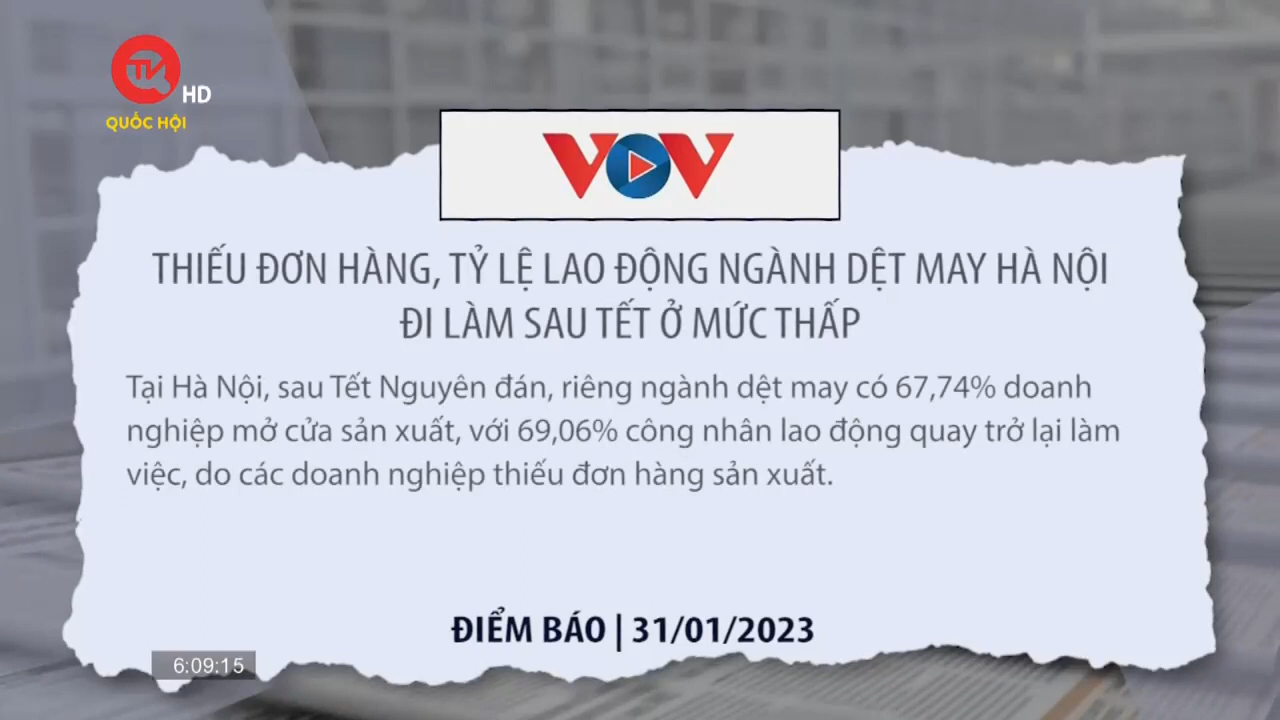 HD
QUỐC HỘI
VOV
THIẾU ĐƠN HÀNG, TỶ LỆ LAO ĐỘNG NGÀNH DỆT MAY HÀ NỘI
ĐI LÀM SAU TẾT Ở MỨC THẤP
Tại Hà Nội, sau Tết Nguyên đán, riêng ngành dệt may có 67,74% doanh
nghiệp mở cửa sản xuất, với 69,06% công nhân lao động quay trở lại làm
việc, do các doanh nghiệp thiếu đơn hàng sản xuất.
ĐIỂM BÁO | 31/01/2023
6:09:15